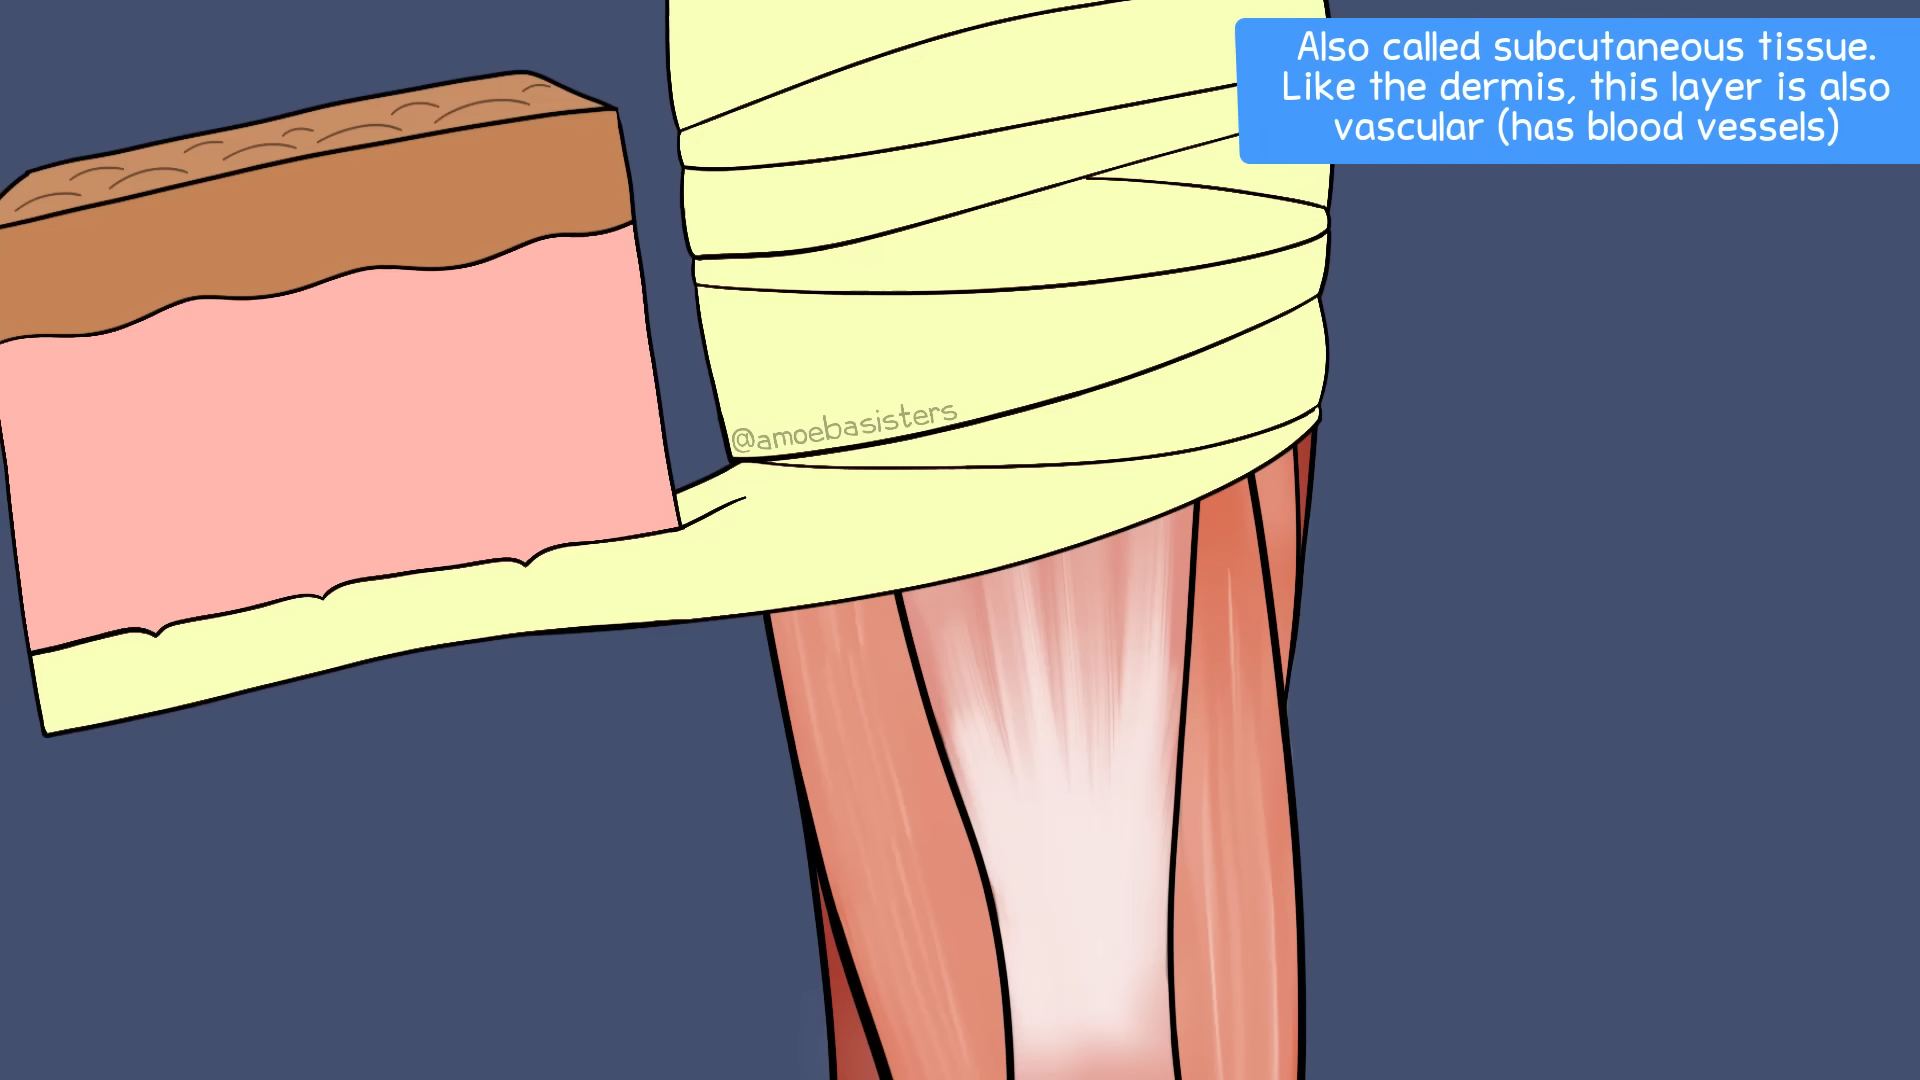 Also called subcutaneous tissue.
Like the dermis, this layer is also
vascular (has blood vessels)
@amoebasisters